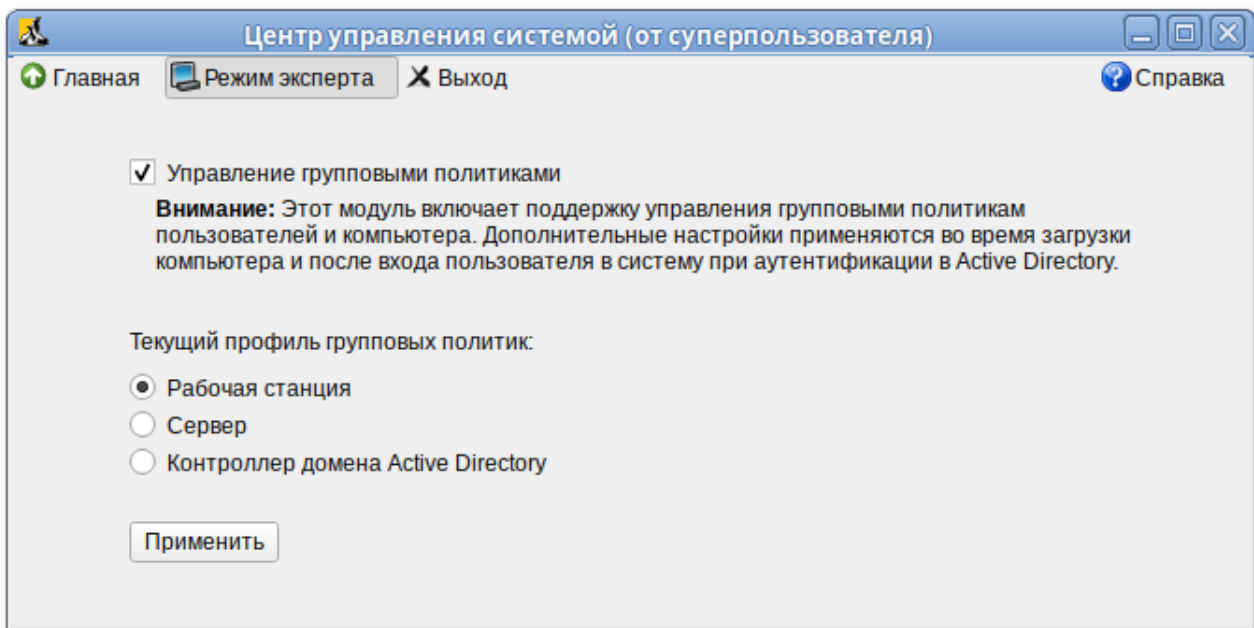 Центр управления системой (от суперпользователя)
Главная Режим эксперта Выход Справка
Управление групповыми политиками
Внимание: Этот модуль включает поддержку управления групповыми политикам
пользователей и компьютера. Дополнительные настройки применяются во время загрузки
компьютера и после входа пользователя в систему при аутентификации в Active Directory.
Текущий профиль групповых политик:
Рабочая станция
Сервер
Контроллер домена Active Directory
Применить